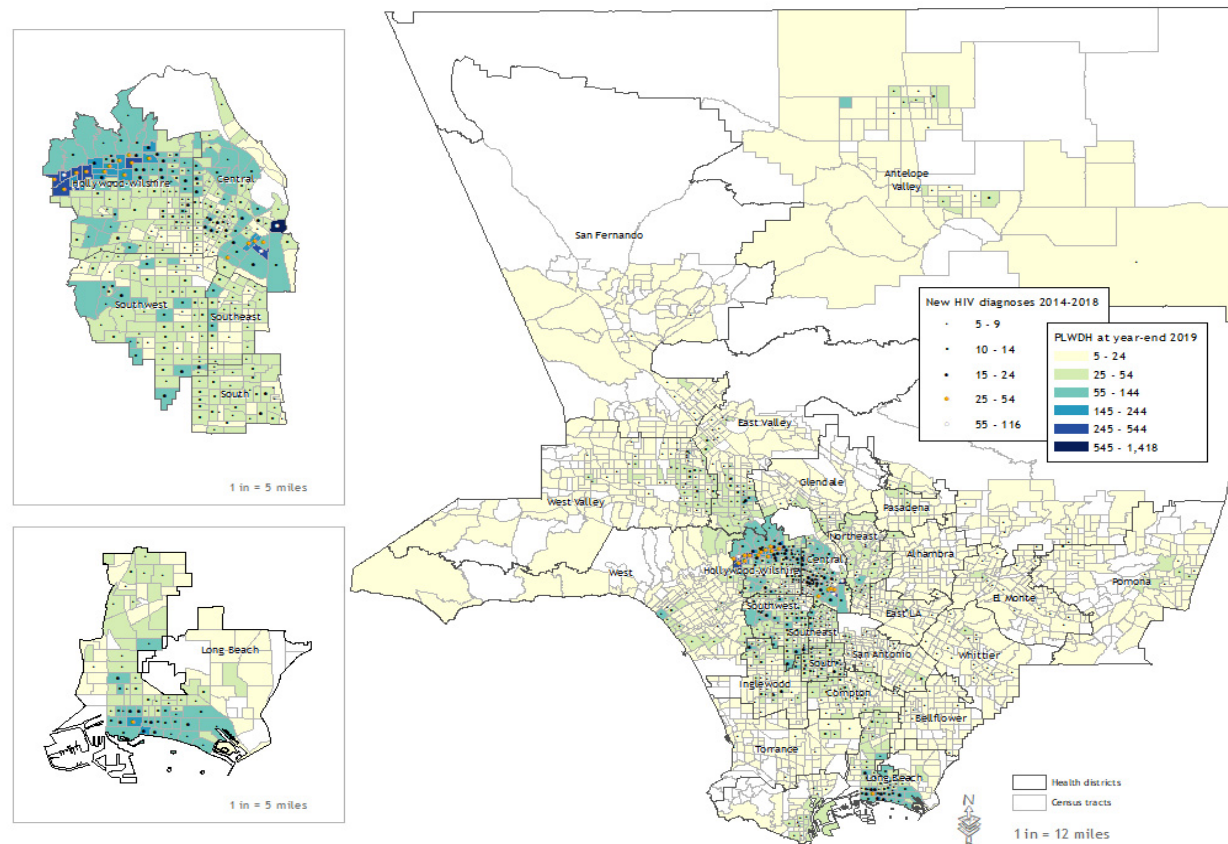 Hollywood-Wilshire
Central
Southwest
Southeast
South
1 in = 5 miles
Long Beach
1 in = 5 miles
Antelope
Valley
San Fernando
New HIV diagnoses 2014-2018
5 - 9
10 - 14
15 - 24
25 - 54
55 - 116
PLWDH at year-end 2019
5 - 24
25 - 54
55 - 144
145 - 244
245 - 544
545 - 1,418
East Valley
Glendale
West Valley
Pasadena
Northeast
Alhambra
Hollywood-Wilshire
Central
West
Pomona
El Monte
Southwest
East LA
Southeast
San Antonio
Whittier
South
Inglewood
Compton
Bellflower
Torrance
Long Beach
Health districts
Census tracts
N
1 in = 12 miles